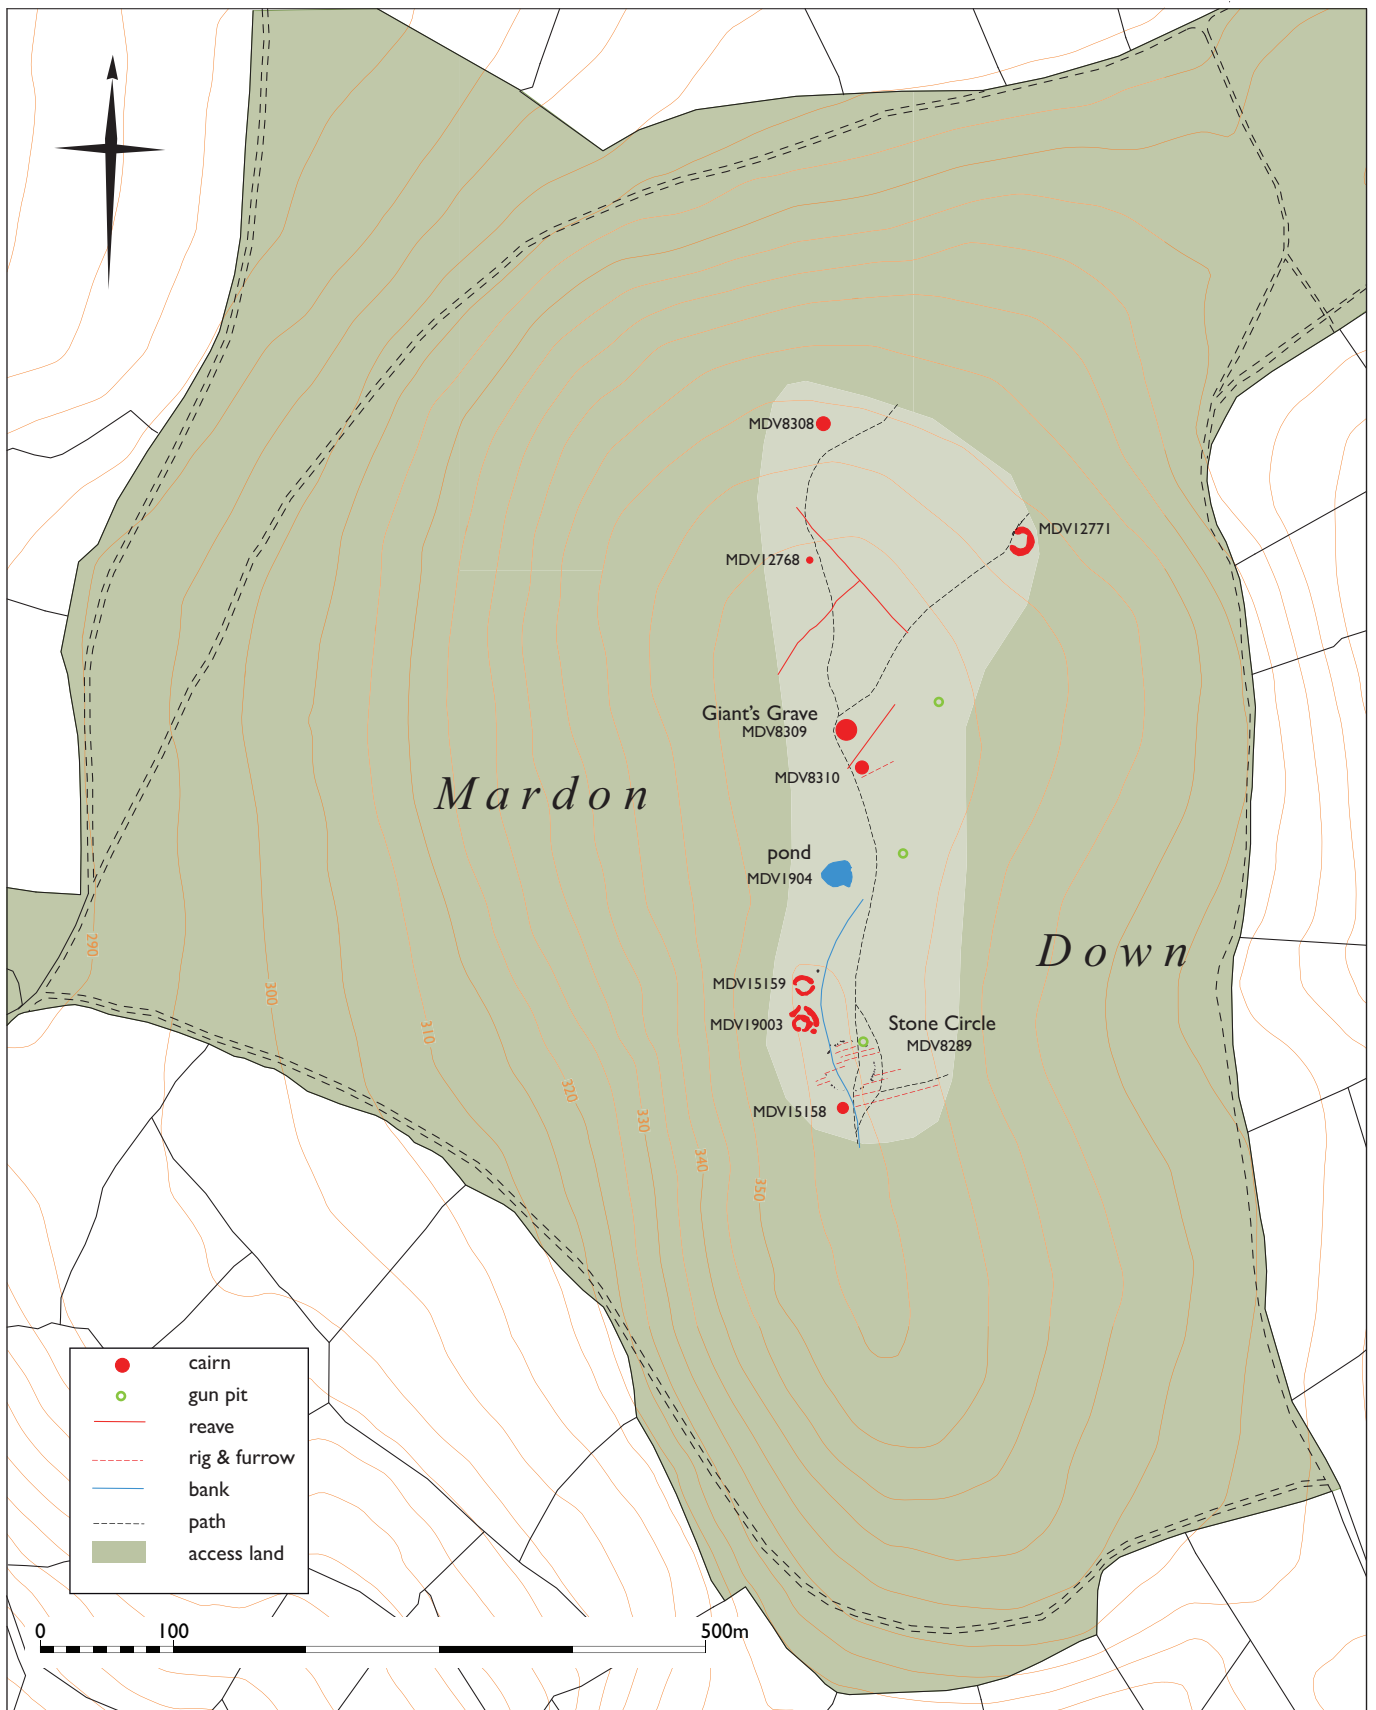 MDV8308
MDV12771
MDV12768
Giant's Grave
MDV8309
MDV8310
Mardon
pond
MDV1904
Down
290
MDV15159
300
MDV19003
Stone Circle
MDV8289
310
320
330
MDV15158
340
350
cairn
gun pit
reave
rig & furrow
bank
path
access land
0 100 500m